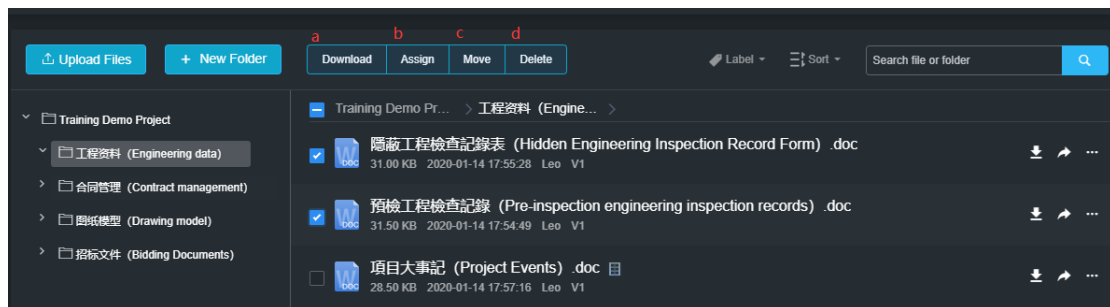 a b c d
Upload Files + New Folder Download Assign Move Delete Label Sort Search file or folder
Training Demo Project
工程资料（Engineering data）
合同管理（Contract management）
图纸模型（Drawing model）
招标文件（Bidding Documents）
Training Demo Pr... > 工程资料（Engine... >
隱蔽工程檢查記錄表（Hidden Engineering Inspection Record Form）.doc
31.00 KB 2020-01-14 17:55:28 Leo V1
預檢工程檢查記錄（Pre-inspection engineering inspection records）.doc
31.50 KB 2020-01-14 17:54:49 Leo V1
項目大事記（Project Events）.doc
28.50 KB 2020-01-14 17:57:16 Leo V1
W DOC
W DOC
W DOC